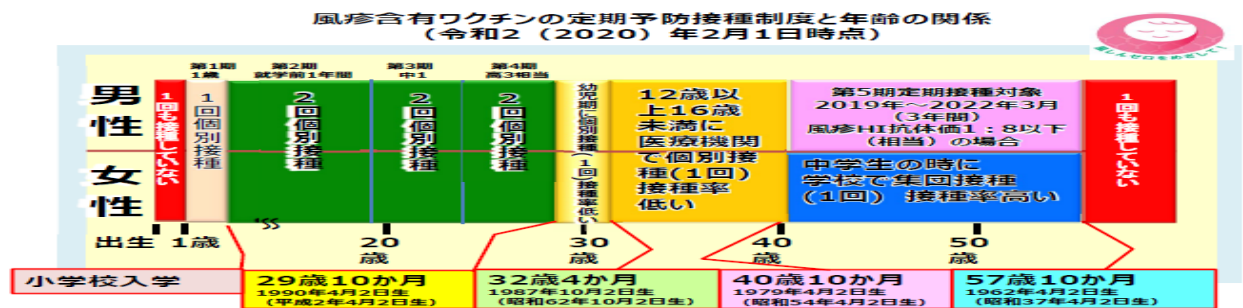 風疹含有ワクチンの定期予防接種制度と年齢の関係
(令和2(2020)年2月1日時点)
風しんゼロをめざして!
第1期
1歳
第2期
就学前1年間
第3期
中1
第4期
高3相当
男性
女性
1回も接種していない
1回個別接種
2回個別接種
2回個別接種
2回個別接種
幼児期に個別接種(1回)接種率低い
12歳以
上16歳
未満に
医療機関
で個別接
種(1回)
接種率
低い
第5期定期接種対象
2019年~2022年3月
(3年間)
風疹HI抗体価1:8以下
(相当)の場合
中学生の時に
学校で集団接種
(1回) 接種率高い
1回も接種していない
出生
1歳
20
歳
30
歳
40
歳
50
歳
小学校入学
29歳10か月
1990年4月2日生
(平成2年4月2日生)
32歳4か月
1987年10月2日生
(昭和62年10月2日生)
40歳10か月
1979年4月2日生
(昭和54年4月2日生)
57歳10か月
1962年4月2日生
(昭和37年4月2日生)